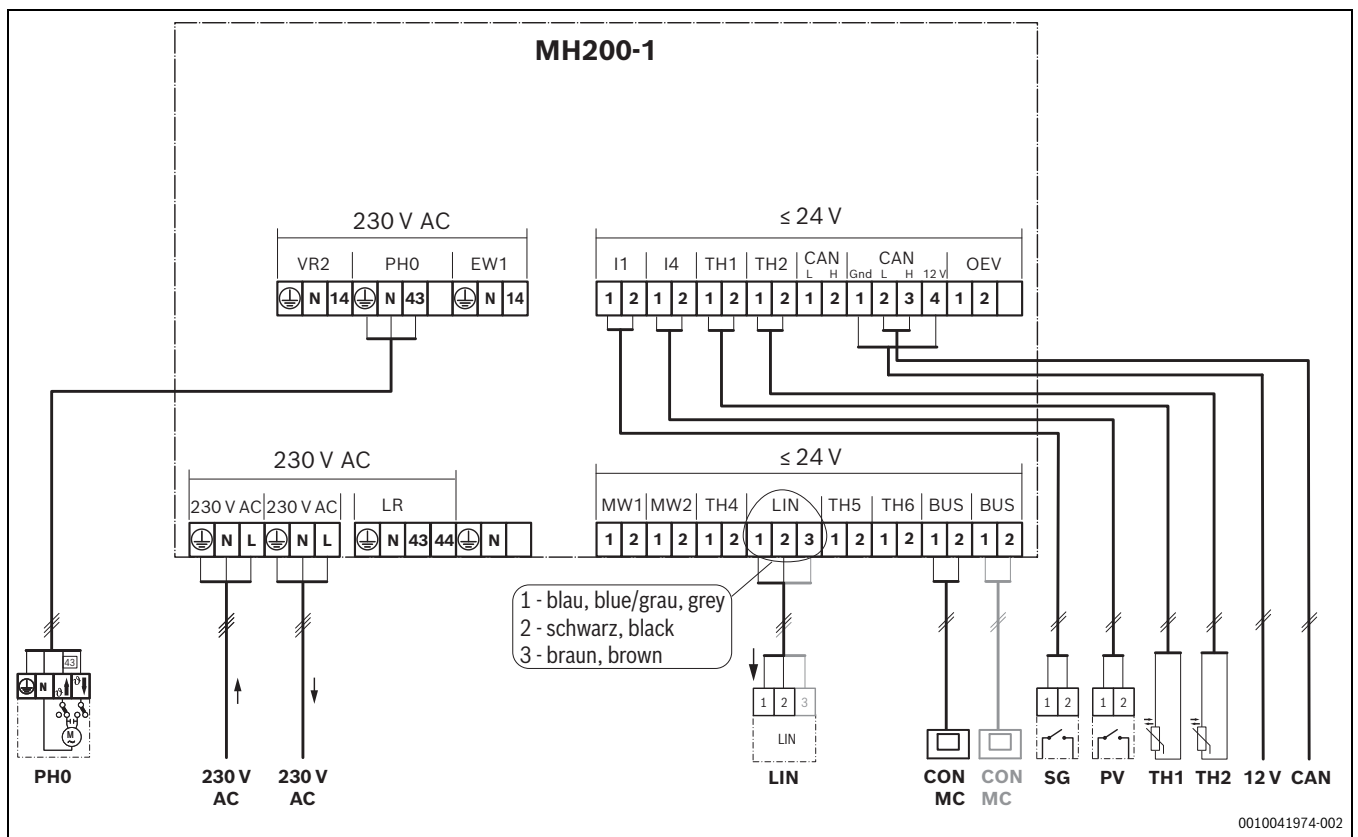 MH200-1
230 V AC
≤ 24 V
VR2 PH0 EW1
I1 I4 TH1 TH2 CAN CAN OEV
L H Gnd L H 12 V
N 14 N 43 N 14
1 2 1 2 1 2 1 2 1 2 1 2 3 4 1 2
230 V AC
≤ 24 V
230 V AC 230 V AC LR
MW1 MW2 TH4 LIN TH5 TH6 BUS BUS
N L N L N 43 44 N
1 2 1 2 1 2 1 2 3 1 2 1 2 1 2 1 2
1 - blau, blue/grau, grey
2 - schwarz, black
3 - braun, brown
43
N ϑ ϑ
M
~
1 2 3
LIN
1 2
1 2
PH0
230 V
AC
230 V
AC
LIN
CON
MC
CON
MC
SG
PV
TH1
TH2
12 V
CAN
0010041974-002